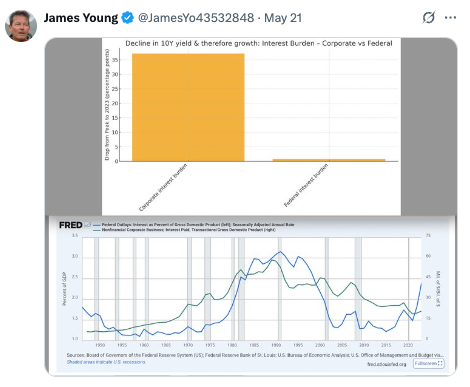 James Young @JamesYo43532848 · May 21
Decline in 10Y yield & therefore growth: Interest Burden – Corporate vs Federal
Drop from Peak to 2023 (percentage points)
35
30
25
20
15
10
5
0
Corporate Interest Burden
Federal Interest Burden
FRED
Federal Outlays: Interest as Percent of Gross Domestic Product (left), Seasonally Adjusted Annual Rate
Nonfinancial Corporate Business; Interest Paid, Transactions/Gross Domestic Product (right)
3.5
3.0
2.5
2.0
1.5
1.0
Percent of GDP
75
60
45
30
15
0
1950 1955 1960 1965 1970 1975 1980 1985 1990 1995 2000 2005 2010 2015 2020
Sources: Board of Governors of the Federal Reserve System (US); Federal Reserve Bank of St. Louis; U.S. Bureau of Economic Analysis; U.S. Office of Management and Budget via...
Shaded areas indicate U.S. recessions.
fred.stlouisfed.org
Fullscreen